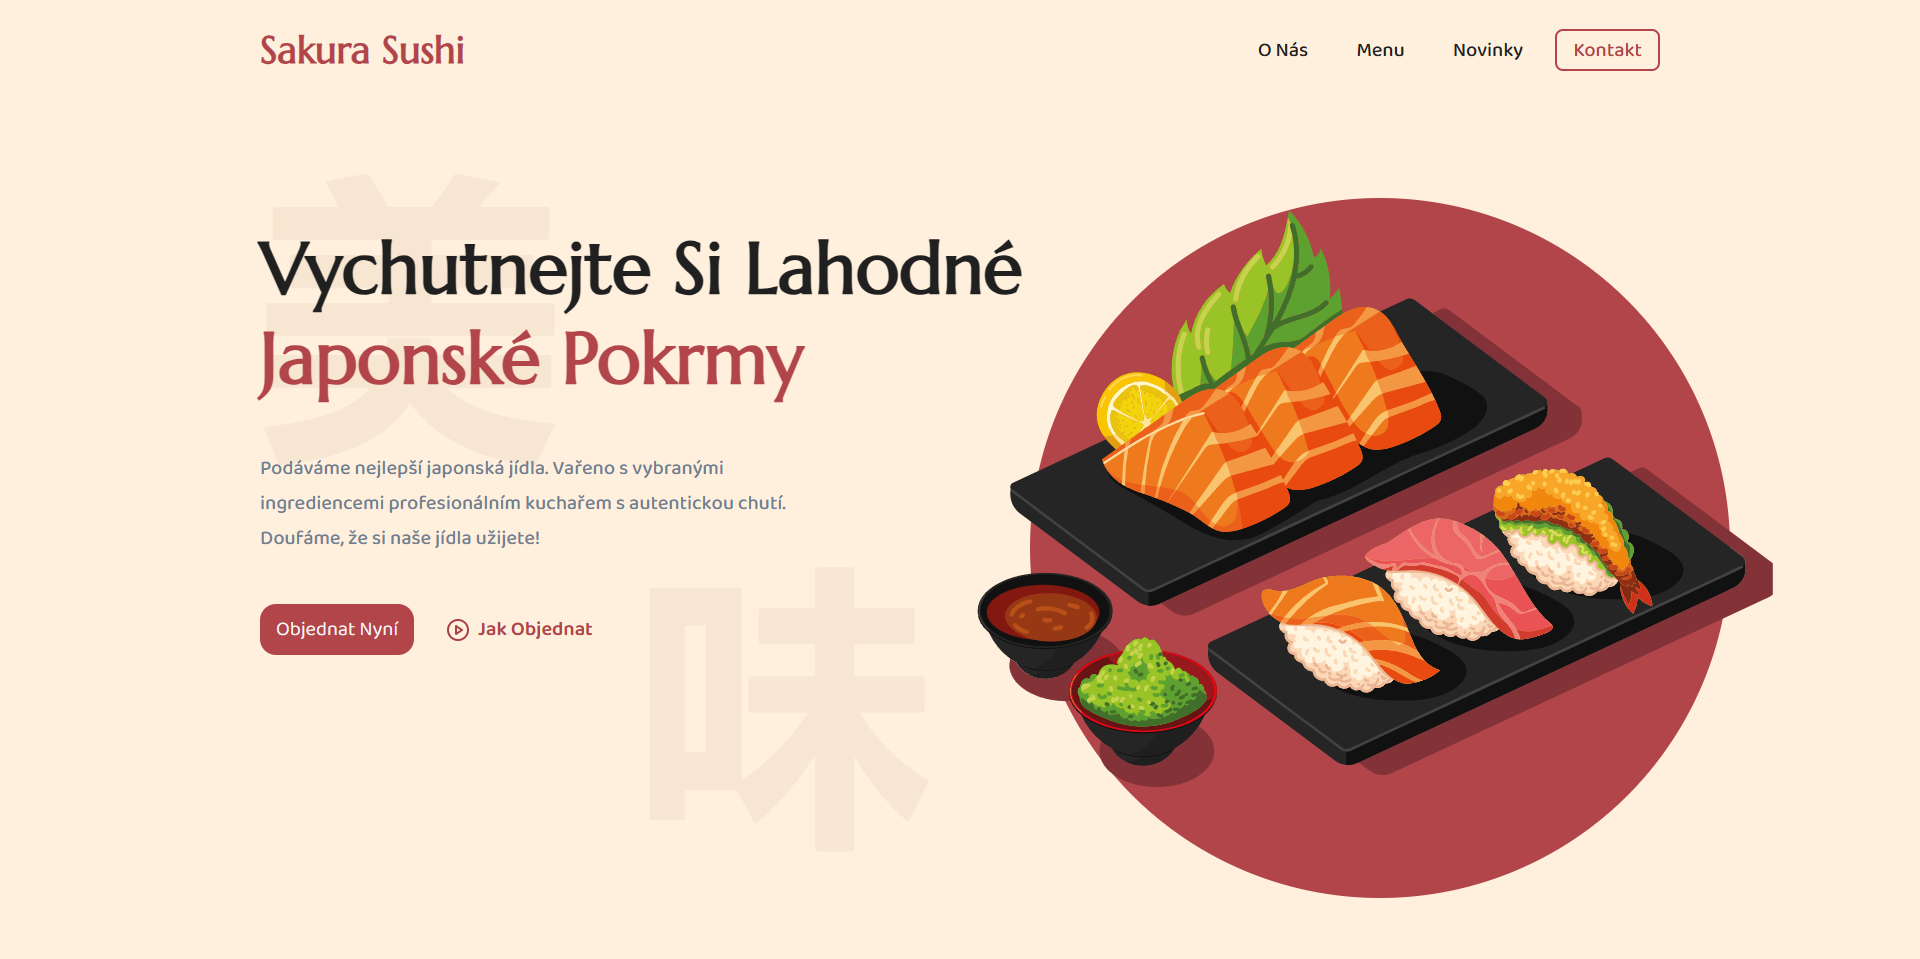 Sakura Sushi
O Nás
Menu
Novinky
Kontakt
美
Vychutnejte Si Lahodné
Japonské Pokrmy
Podáváme nejlepší japonská jídla. Vařeno s vybranými
ingrediencemi profesionálním kuchařem s autentickou chutí.
Doufáme, že si naše jídla užijete!
Objednat Nyní
Jak Objednat
味